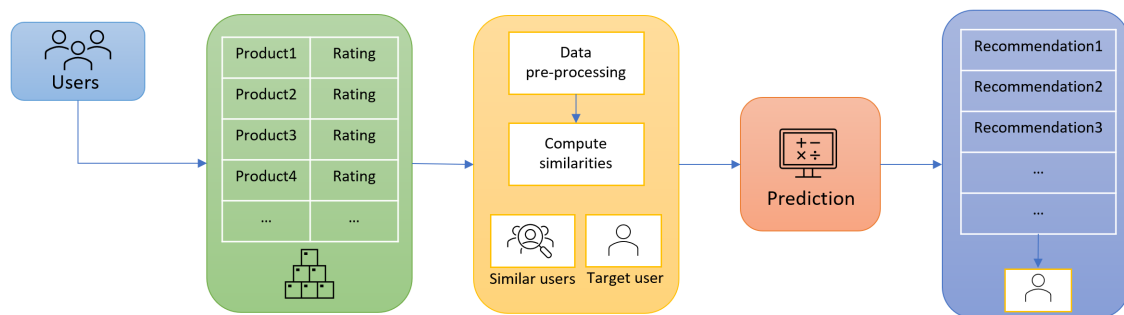 Users
Product1 Rating
Product2 Rating
Product3 Rating
Product4 Rating
... ...
Data
pre-processing
Compute
similarities
Similar users Target user
+ −
× ÷
Prediction
Recommendation1
Recommendation2
Recommendation3
...
...